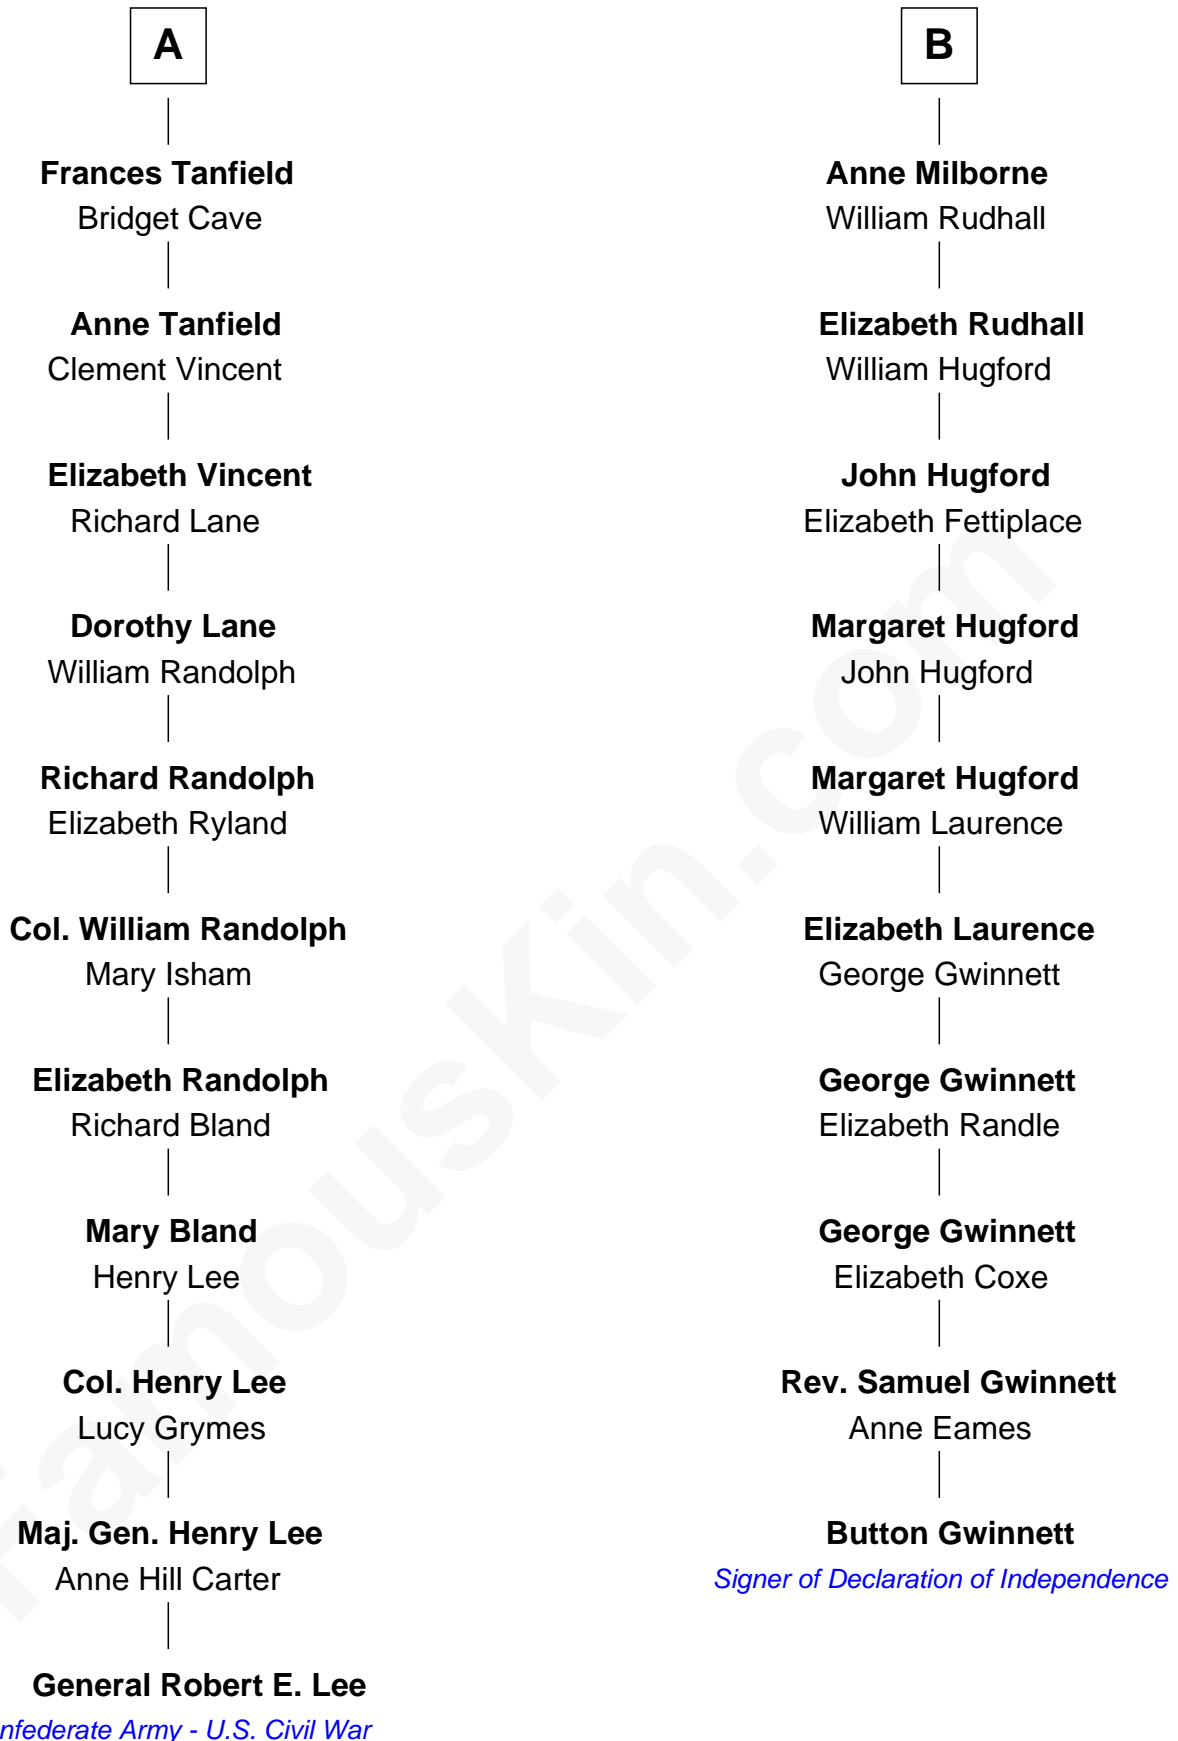 A
Frances Tanfield
Bridget Cave
Anne Tanfield
Clement Vincent
Elizabeth Vincent
Richard Lane
Dorothy Lane
William Randolph
Richard Randolph
Elizabeth Ryland
Col. William Randolph
Mary Isham
Elizabeth Randolph
Richard Bland
Mary Bland
Henry Lee
Col. Henry Lee
Lucy Grymes
Maj. Gen. Henry Lee
Anne Hill Carter
General Robert E. Lee
nfederate Army - U.S. Civil War
B
Anne Milborne
William Rudhall
Elizabeth Rudhall
William Hugford
John Hugford
Elizabeth Fettiplace
Margaret Hugford
John Hugford
Margaret Hugford
William Laurence
Elizabeth Laurence
George Gwinnett
George Gwinnett
Elizabeth Randle
George Gwinnett
Elizabeth Coxe
Rev. Samuel Gwinnett
Anne Eames
Button Gwinnett
Signer of Declaration of Independence
FamousKin.com